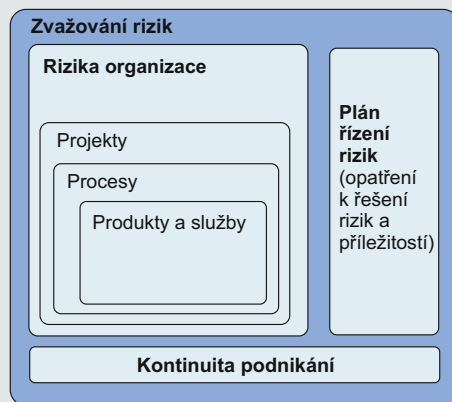 Zvažování rizik
Rizika organizace
Projekty
Procesy
Produkty a služby
Plán
řízení
rizik
(opatření
k řešení
rizik a
příležitostí)
Kontinuita podnikání